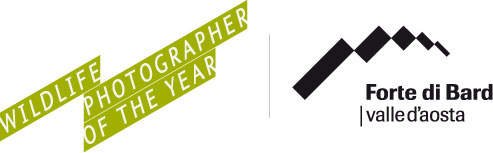 WILDLIFE
PHOTOGRAPHER
OF THE YEAR
Forte di Bard
valle d'aosta